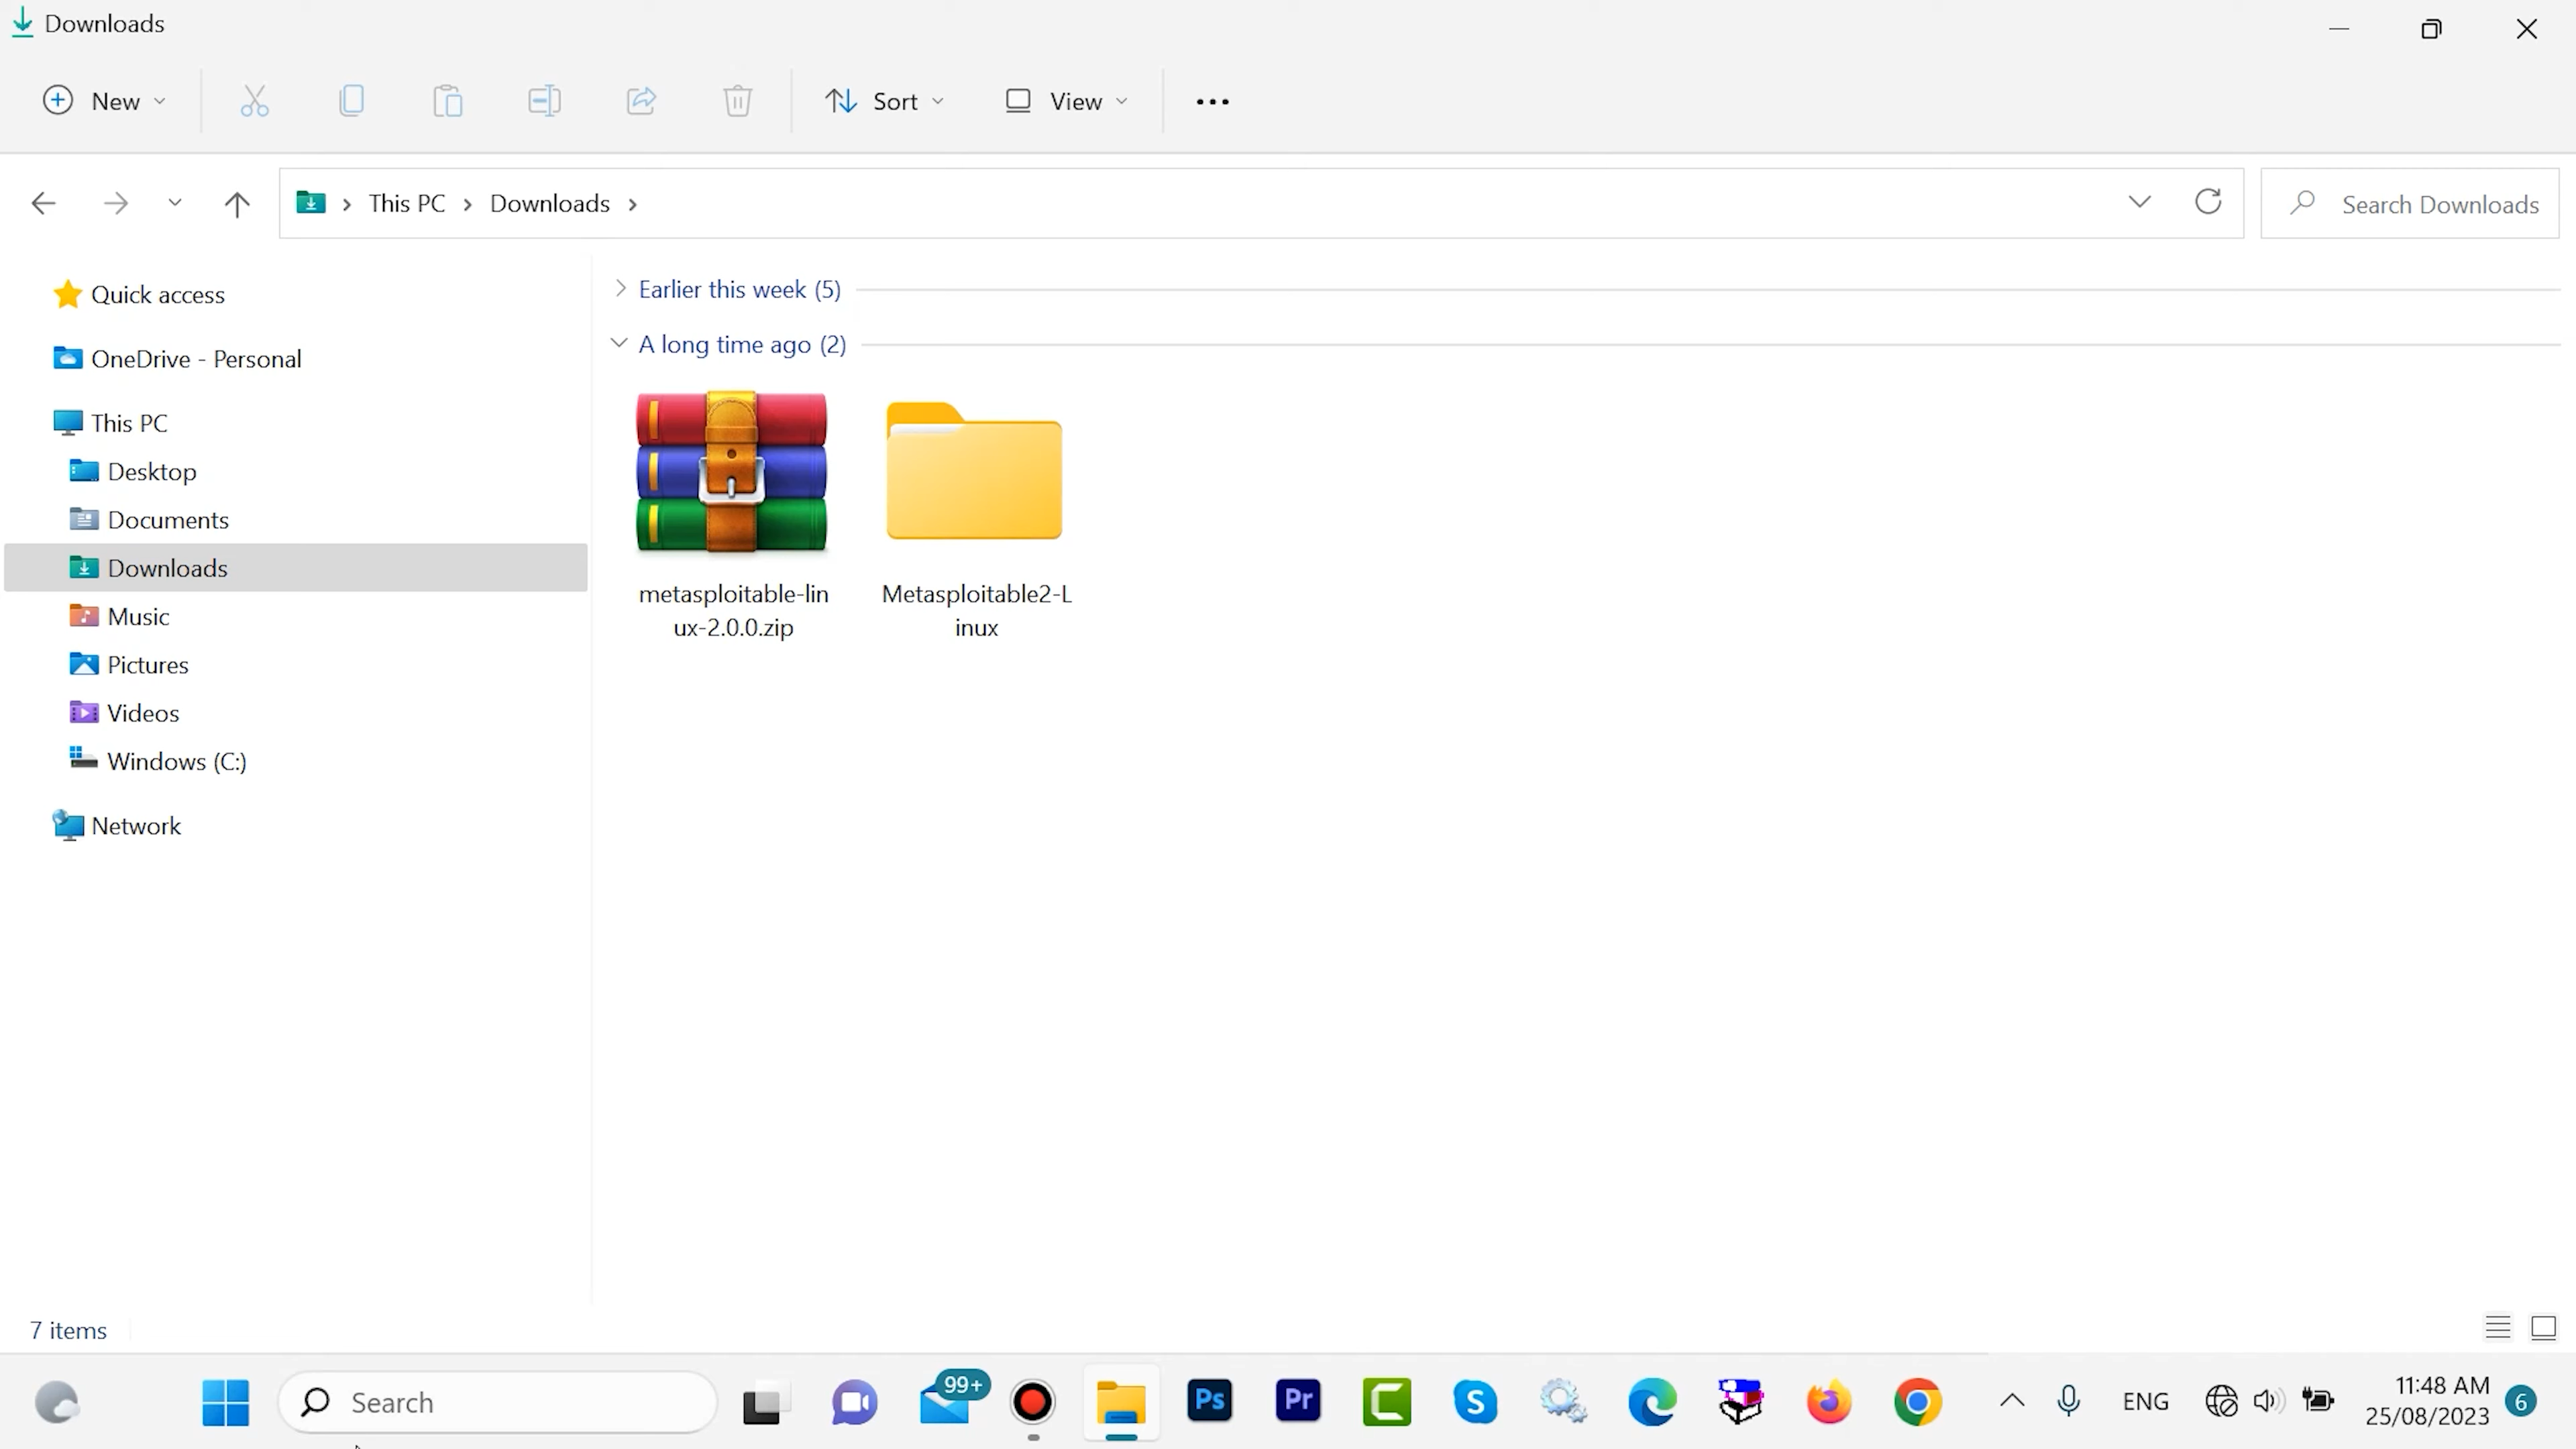 Downloads
New
Sort
View
This PC
Downloads
Search Downloads
Quick access
OneDrive - Personal
This PC
Desktop
Documents
Downloads
Music
Pictures
Videos
Windows (C:)
Network
Earlier this week (5)
A long time ago (2)
metasploitable-lin
ux-2.0.0.zip
Metasploitable2-L
inux
7 items
Search
99+
Ps
Pr
S
ENG
11:48 AM
25/08/2023
6